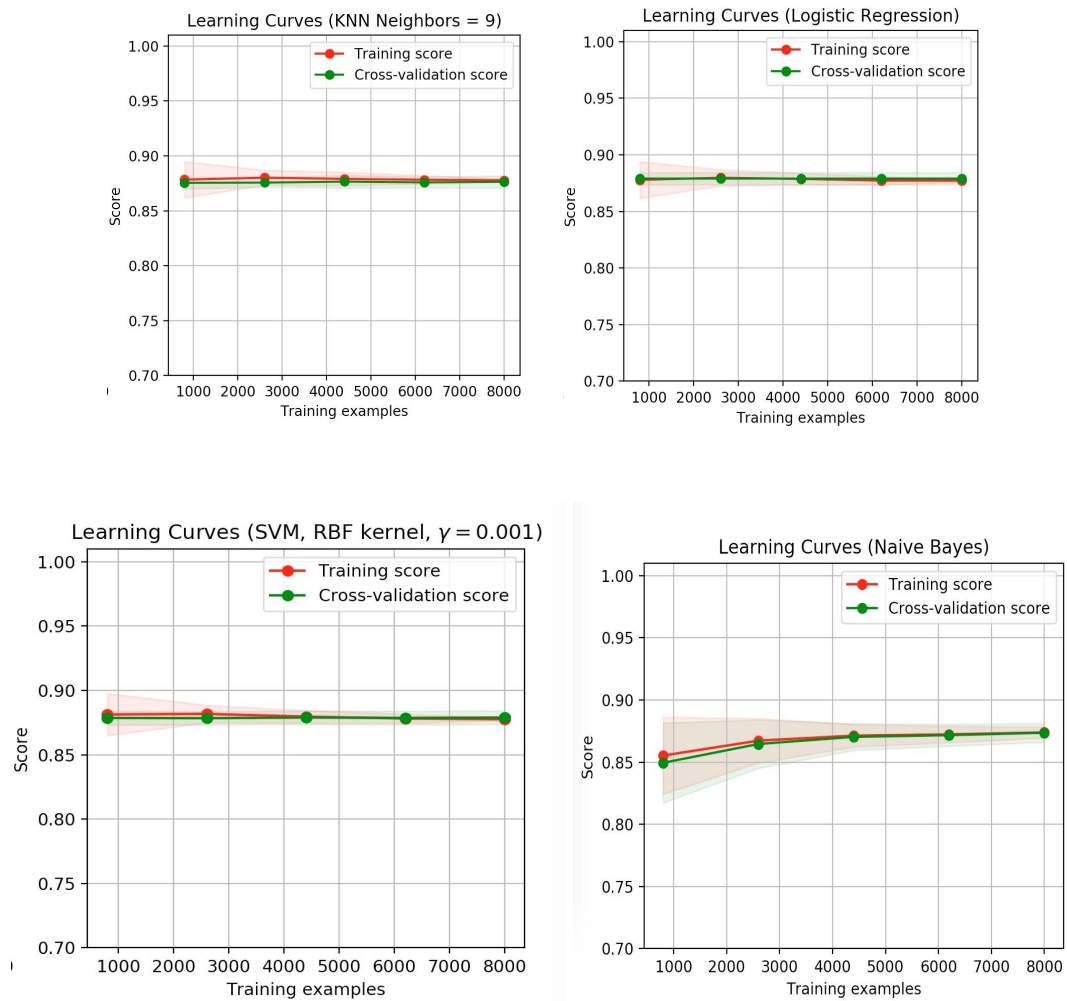 Learning Curves (KNN Neighbors = 9)
Training score
Cross-validation score
1.00
0.95
0.90
0.85
0.80
0.75
0.70
Score
1000 2000 3000 4000 5000 6000 7000 8000
Training examples
Learning Curves (Logistic Regression)
Training score
Cross-validation score
1.00
0.95
0.90
0.85
0.80
0.75
0.70
Score
1000 2000 3000 4000 5000 6000 7000 8000
Training examples
Learning Curves (SVM, RBF kernel, γ = 0.001)
Training score
Cross-validation score
1.00
0.95
0.90
0.85
0.80
0.75
0.70
Score
1000 2000 3000 4000 5000 6000 7000 8000
Training examples
Learning Curves (Naive Bayes)
Training score
Cross-validation score
1.00
0.95
0.90
0.85
0.80
0.75
0.70
Score
1000 2000 3000 4000 5000 6000 7000 8000
Training examples